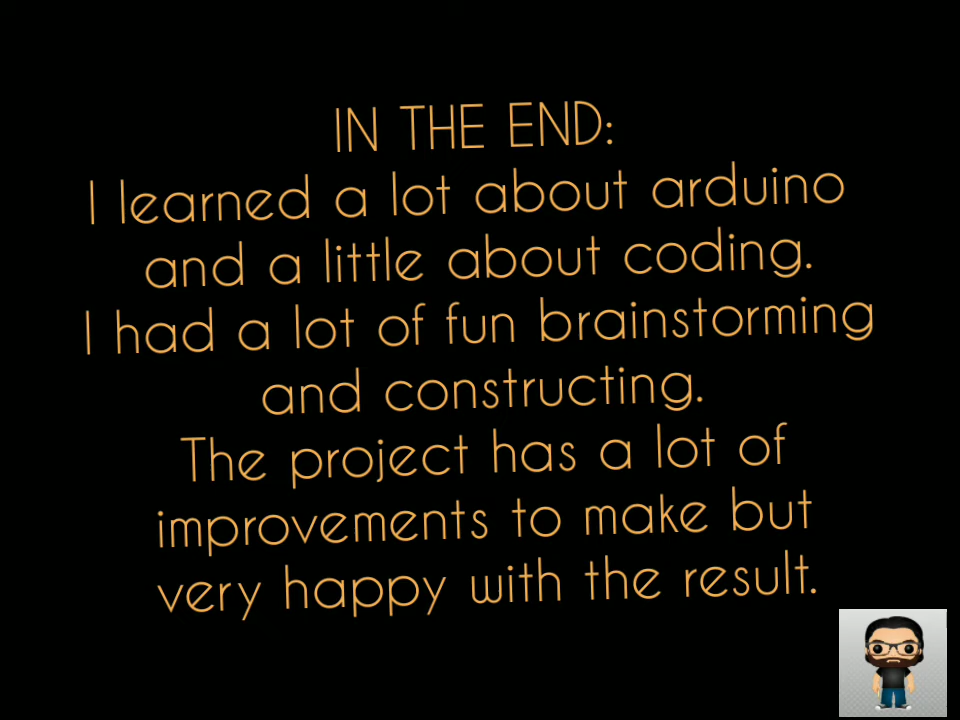 IN THE END:
I learned a lot about arduino
and a little about coding.
I had a lot of fun brainstorming
and constructing.
The project has a lot of
improvements to make but
very happy with the result.